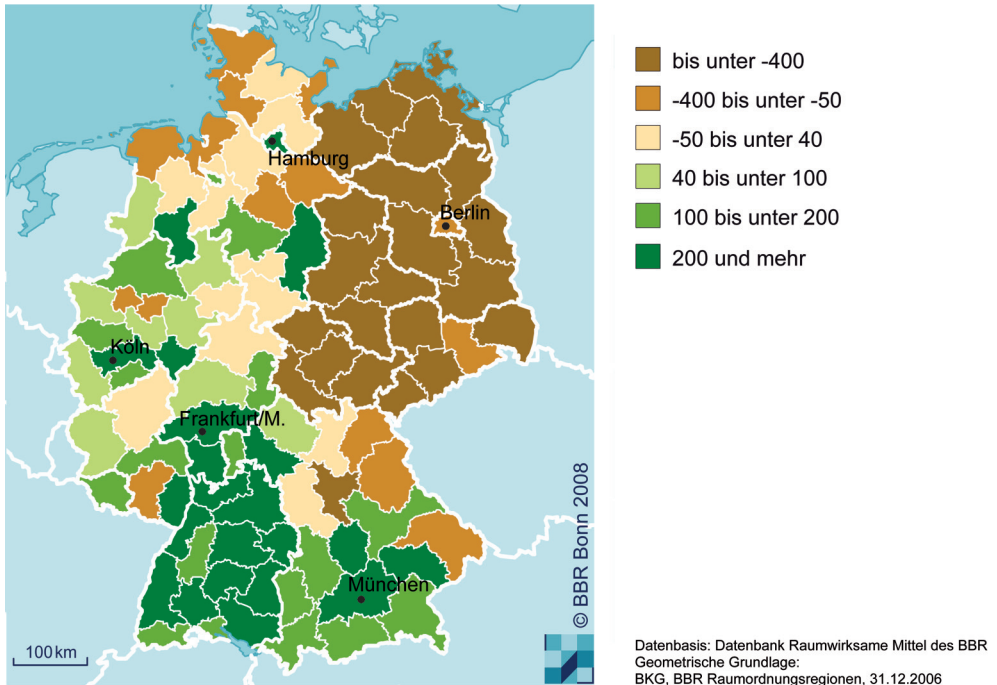 Hamburg
Berlin
Köln
Frankfurt/M.
München
100 km
© BBR Bonn 2008
bis unter -400
-400 bis unter -50
-50 bis unter 40
40 bis unter 100
100 bis unter 200
200 und mehr
Datenbasis: Datenbank Raumwirksame Mittel des BBR
Geometrische Grundlage:
BKG, BBR Raumordnungsregionen, 31.12.2006